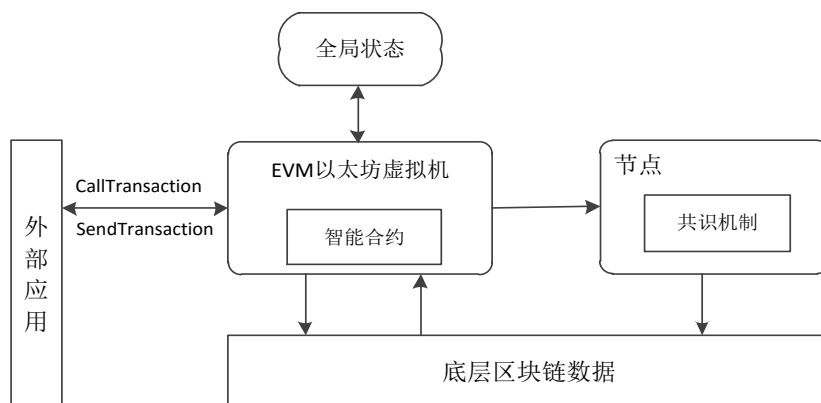 全局状态
EVM以太坊虚拟机
节点
CallTransaction
SendTransaction
智能合约
共识机制
外部应用
底层区块链数据